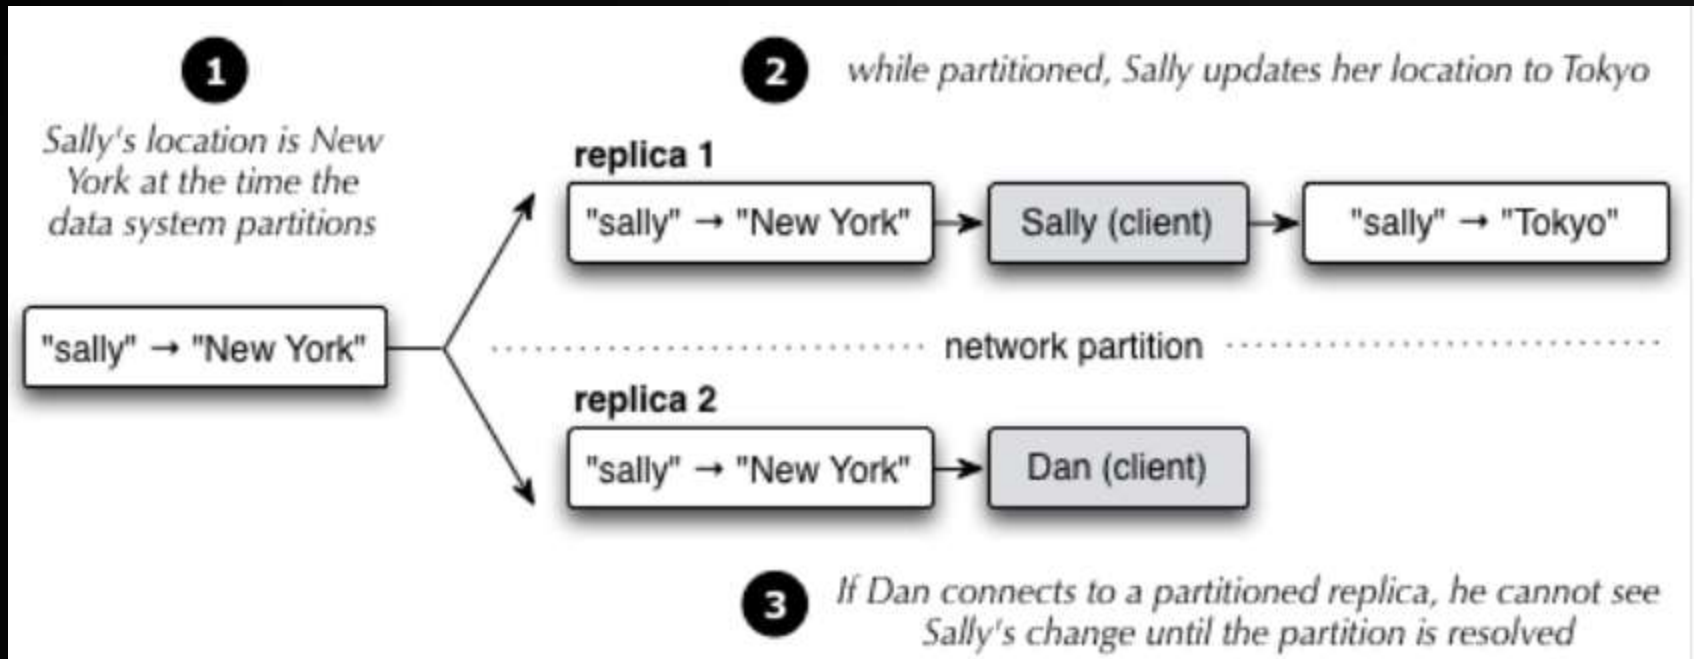 1
Sally's location is New
York at the time the
data system partitions
"sally" → "New York"
2 while partitioned, Sally updates her location to Tokyo
replica 1
"sally" → "New York"
Sally (client)
"sally" → "Tokyo"
network partition
replica 2
"sally" → "New York"
Dan (client)
3 If Dan connects to a partitioned replica, he cannot see
Sally's change until the partition is resolved